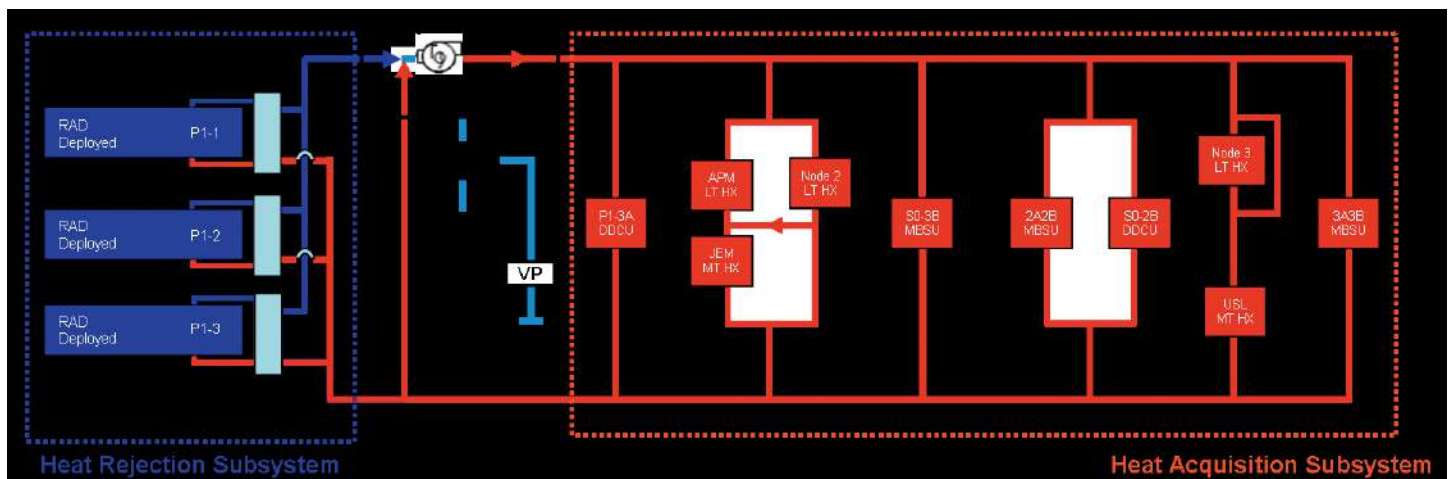 RAD
Deployed
P1-1
RAD
Deployed
P1-2
RAD
Deployed
P1-3
VP
P1-3A
DDCU
APM
LT HX
Node 2
LT HX
JEM
MT HX
S0-3B
MBSU
2A2B
MBSU
S0-2B
DDCU
Node 3
LT HX
USL
MT HX
3A3B
MBSU
Heat Rejection Subsystem
Heat Acquisition Subsystem